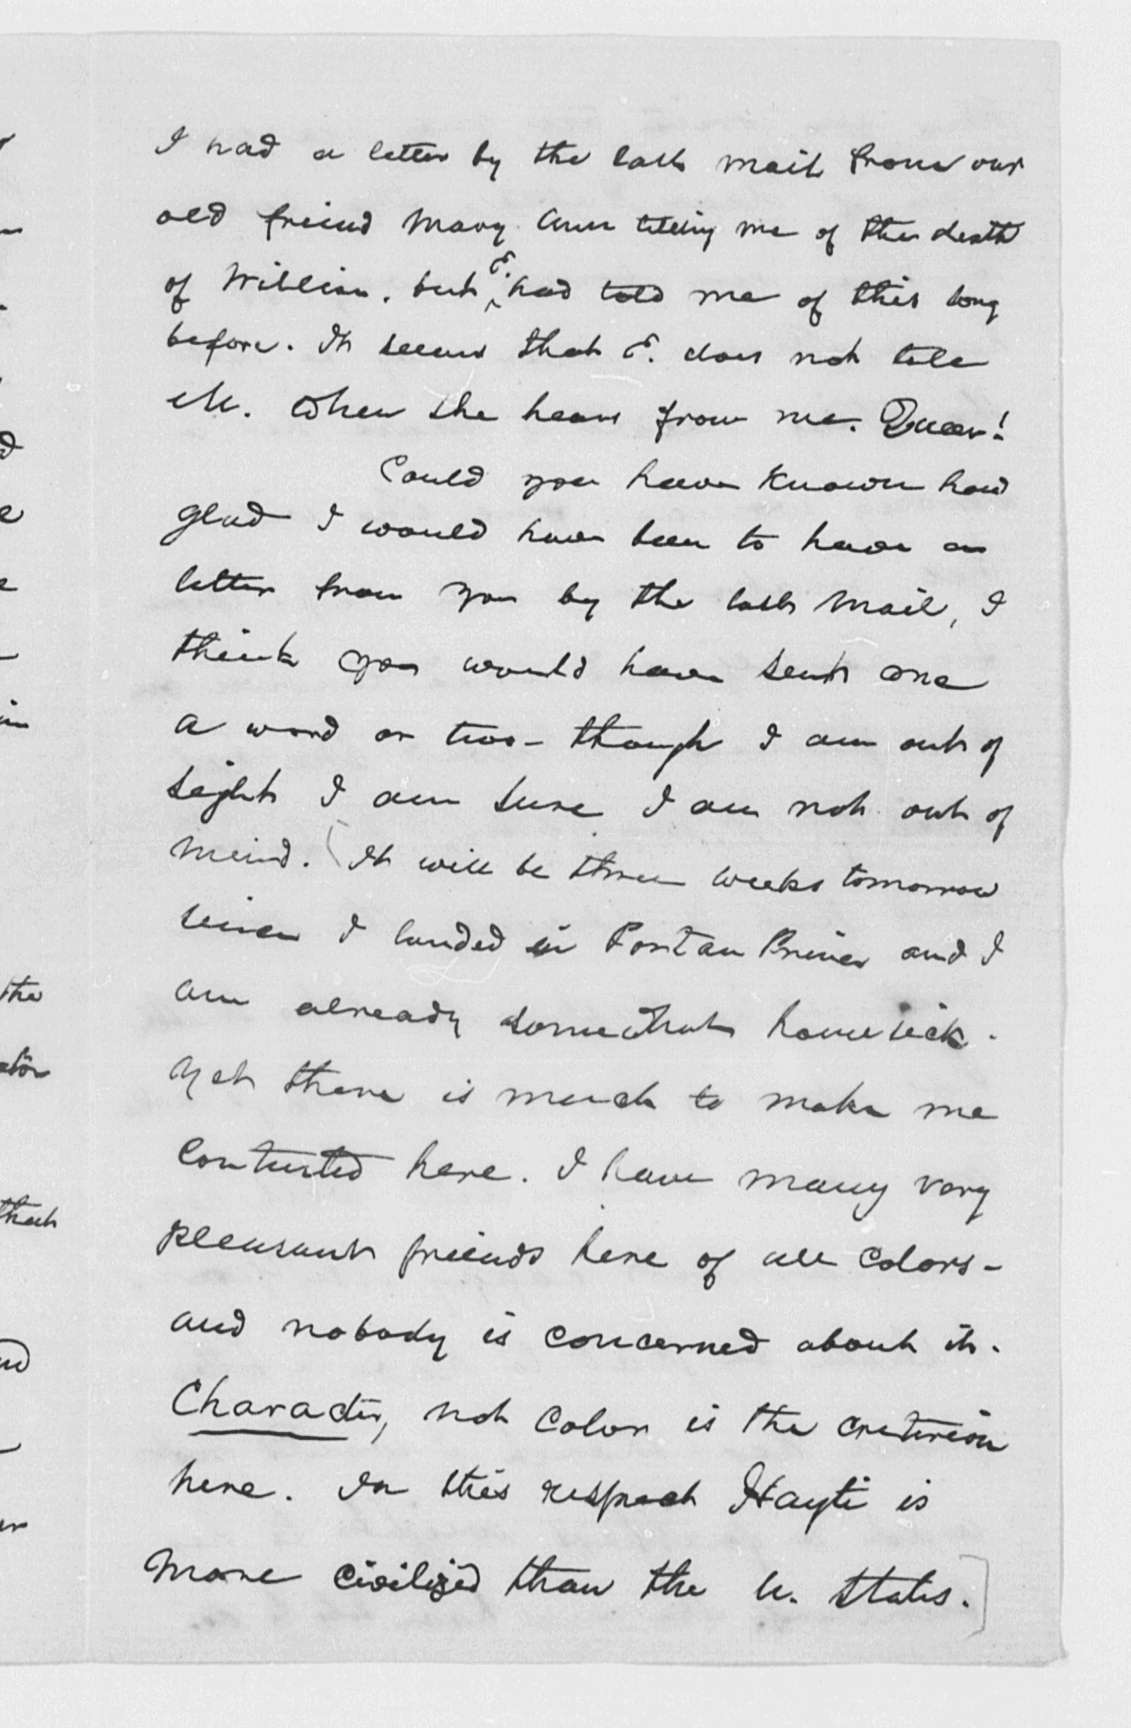 I had a letter by the last mail from our
old friend Mary Ann telling me of the death
of William. but E. had told me of this long
before. It seems that E. does not tell
M. when she hears from me. Queer!
Could you have known how
glad I would have been to have a
letter from you by the last mail, I
think you would have sent me
a word or two - though I am out of
sight I am sure I am not out of
mind. [It will be three weeks tomorrow
since I landed in Port au Prince and I
am already somewhat homesick.
Yet there is much to make me
contented here. I have many very
pleasant friends here of all colors -
and nobody is concerned about it.
Character, not color is the criterion
here. In this respect Hayti is
more civilized than the U. States.]
the
that